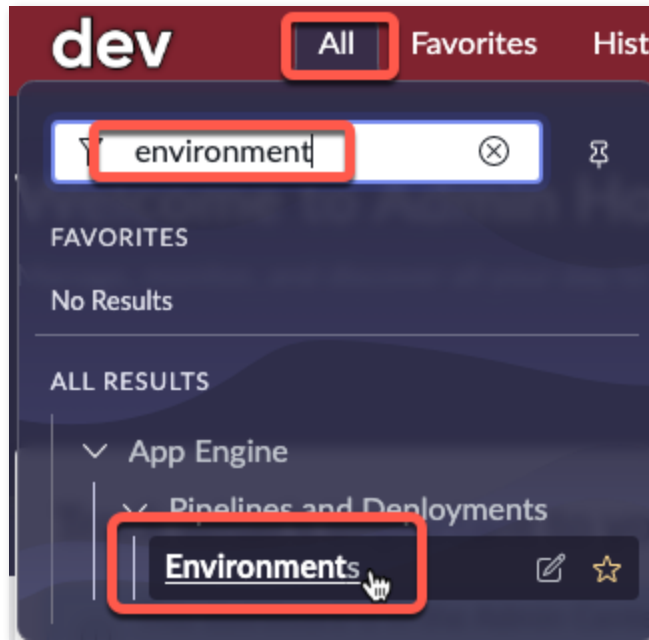 dev All Favorites Hist
environment
FAVORITES
No Results
ALL RESULTS
App Engine
Pipelines and Deployments
Environments